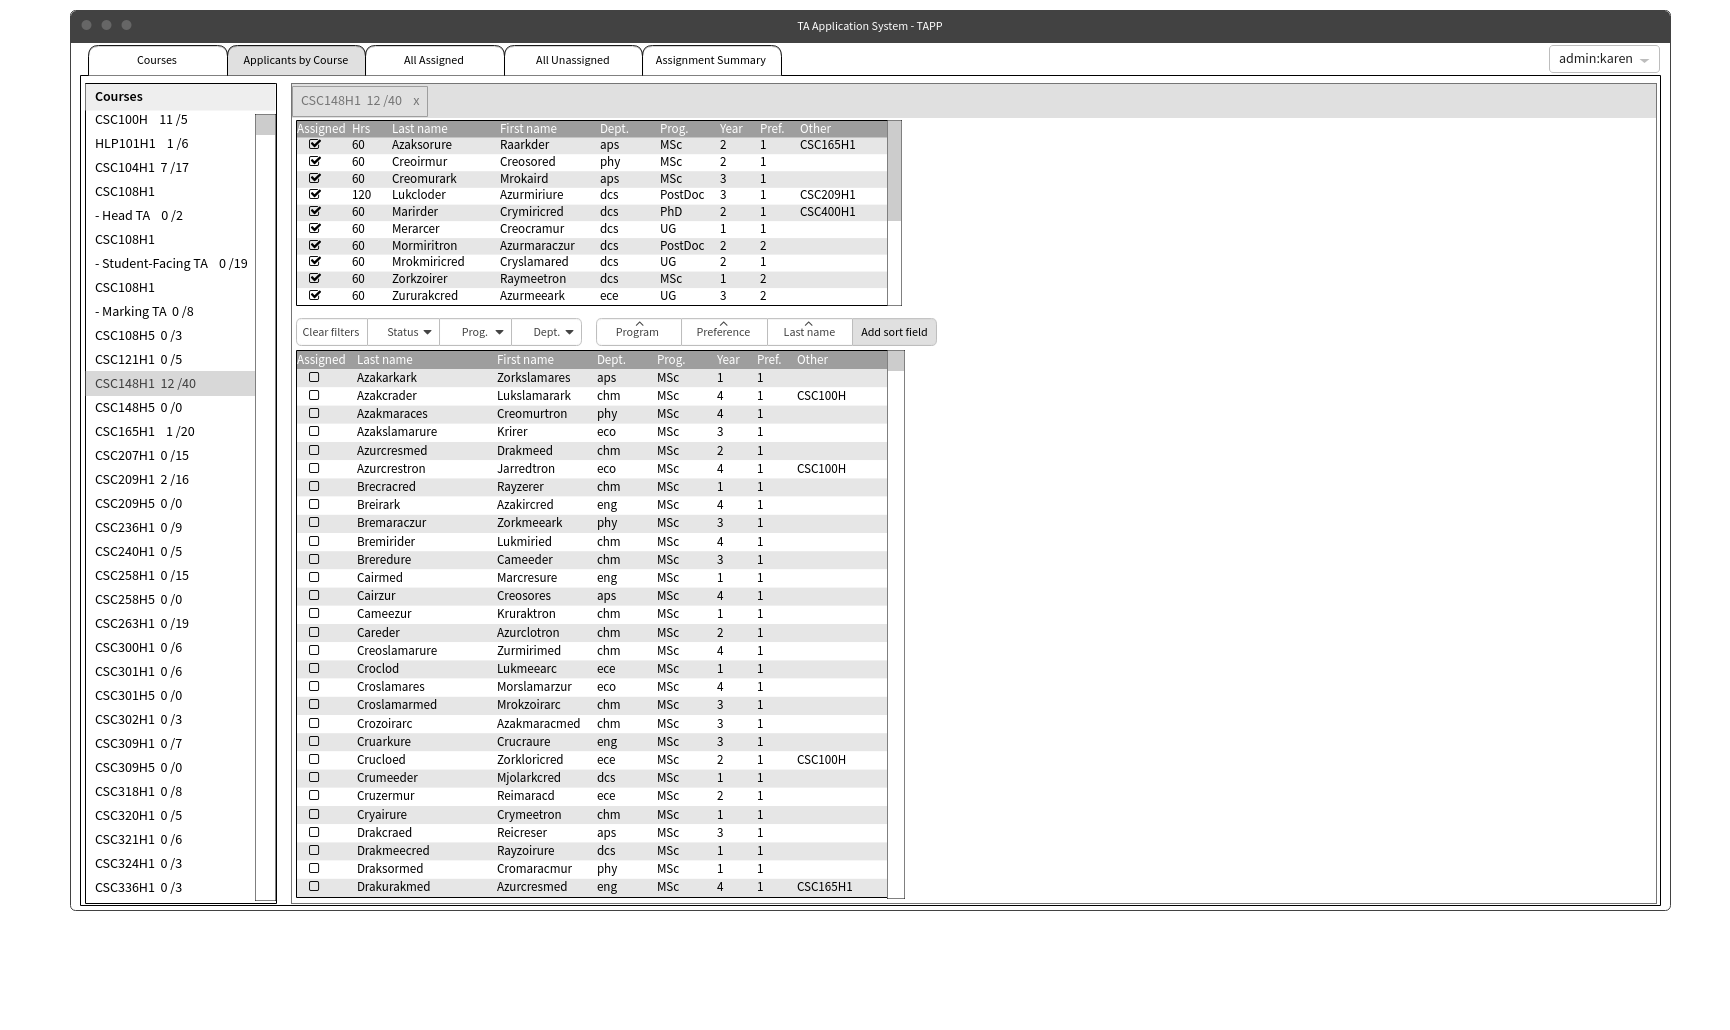 TA Application System - TAPP
Courses
Applicants by Course
All Assigned
All Unassigned
Assignment Summary
admin:karen
Courses
CSC100H 11 /5
HLP101H1 1 /6
CSC104H1 7 /17
CSC108H1
- Head TA 0 /2
CSC108H1
- Student-Facing TA 0 /19
CSC108H1
- Marking TA 0 /8
CSC108H5 0 /3
CSC121H1 0 /5
CSC148H1 12 /40
CSC148H5 0 /0
CSC165H1 1 /20
CSC207H1 0 /15
CSC209H1 2 /16
CSC209H5 0 /0
CSC236H1 0 /9
CSC240H1 0 /5
CSC258H1 0 /15
CSC258H5 0 /0
CSC263H1 0 /19
CSC300H1 0 /6
CSC301H1 0 /6
CSC301H5 0 /0
CSC302H1 0 /3
CSC309H1 0 /7
CSC309H5 0 /0
CSC318H1 0 /8
CSC320H1 0 /5
CSC321H1 0 /6
CSC324H1 0 /3
CSC336H1 0 /3
CSC148H1 12 /40 x
Assigned Hrs Last name First name Dept. Prog. Year Pref. Other
60 Azaksorure Raarkder aps MSc 2 1 CSC165H1
60 Creoirmur Creosored phy MSc 2 1
60 Creomurark Mrokaird aps MSc 3 1
120 Lukcloder Azurmiriure dcs PostDoc 3 1 CSC209H1
60 Marirder Crymiricred dcs PhD 2 1 CSC400H1
60 Merarcer Creocramur dcs UG 1 1
60 Mormiritron Azurmaraczur dcs PostDoc 2 2
60 Mrokmiricred Cryslamared dcs UG 2 1
60 Zorkzoirer Raymeetron dcs MSc 1 2
60 Zururakcred Azurmeeark ece UG 3 2
Clear filters Status Prog. Dept. Program Preference Last name Add sort field
Assigned Last name First name Dept. Prog. Year Pref. Other
Azakarkark Zorkslamares aps MSc 1 1
Azakcrader Lukslamarark chm MSc 4 1 CSC100H
Azakmaraces Creomurtron phy MSc 4 1
Azakslamarure Krirer eco MSc 3 1
Azurcresmed Drakmeed chm MSc 2 1
Azurcrestron Jarredtron eco MSc 4 1 CSC100H
Brecracred Rayzerer chm MSc 1 1
Breirark Azakircred eng MSc 4 1
Bremaraczur Zorkmeeark phy MSc 3 1
Bremirider Lukmiried chm MSc 4 1
Breredure Cameeder chm MSc 3 1
Cairmed Marcresure eng MSc 1 1
Cairzur Creosores aps MSc 4 1
Cameezur Kruraktron chm MSc 1 1
Careder Azurclotron chm MSc 2 1
Creoslamarure Zurmirimed chm MSc 4 1
Croclod Lukmeearc ece MSc 1 1
Croslamares Morslamarzur eco MSc 4 1
Croslamarmed Mrokzoirarc chm MSc 3 1
Crozoirarc Azakmaracmed chm MSc 3 1
Cruarkure Crucraure eng MSc 3 1
Crucloed Zorkloricred ece MSc 2 1 CSC100H
Crumeeder Mjolarkcred dcs MSc 1 1
Cruzermur Reimaracd ece MSc 2 1
Cryairure Crymeetron chm MSc 1 1
Drakcraed Reicreser aps MSc 3 1
Drakmeecred Rayzoirure dcs MSc 1 1
Draksormed Cromaracmur phy MSc 1 1
Drakurakmed Azurcresmed eng MSc 4 1 CSC165H1